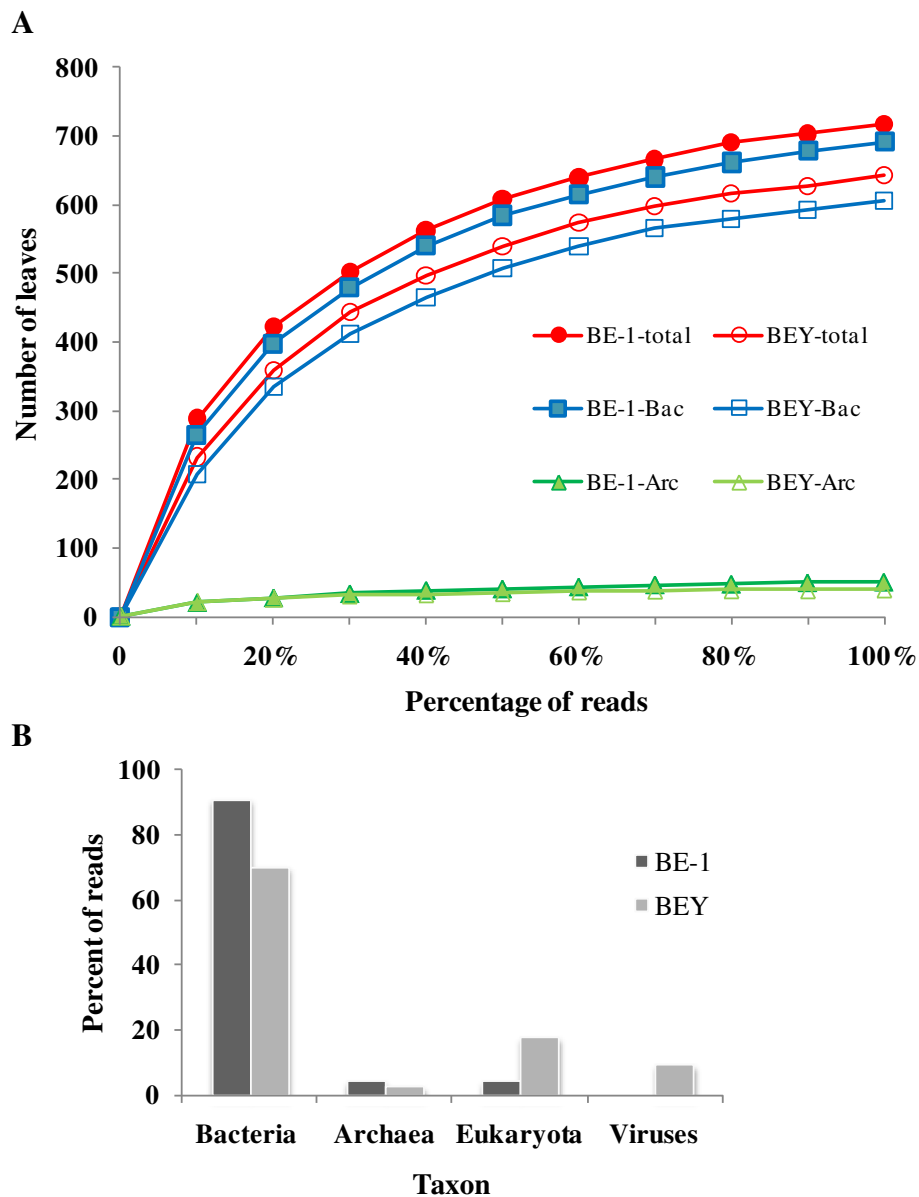 A
Number of leaves
800
700
600
500
400
300
200
100
0
BE-1-total BEY-total
BE-1-Bac BEY-Bac
BE-1-Arc BEY-Arc
0 20% 40% 60% 80% 100%
Percentage of reads
B
Percent of reads
100
80
60
40
20
0
BE-1
BEY
Bacteria Archaea Eukaryota Viruses
Taxon